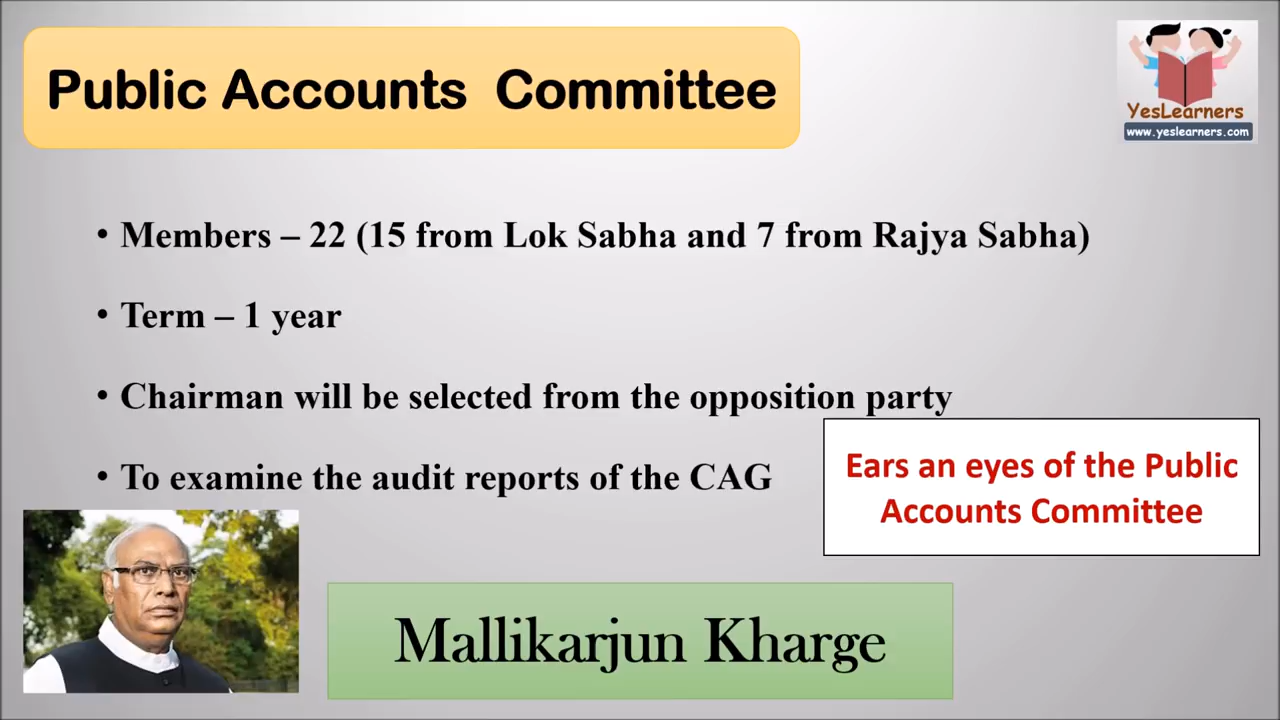 Public Accounts Committee
YesLearners
www.yeslearners.com
• Members – 22 (15 from Lok Sabha and 7 from Rajya Sabha)
• Term – 1 year
• Chairman will be selected from the opposition party
• To examine the audit reports of the CAG
Ears an eyes of the Public
Accounts Committee
Mallikarjun Kharge